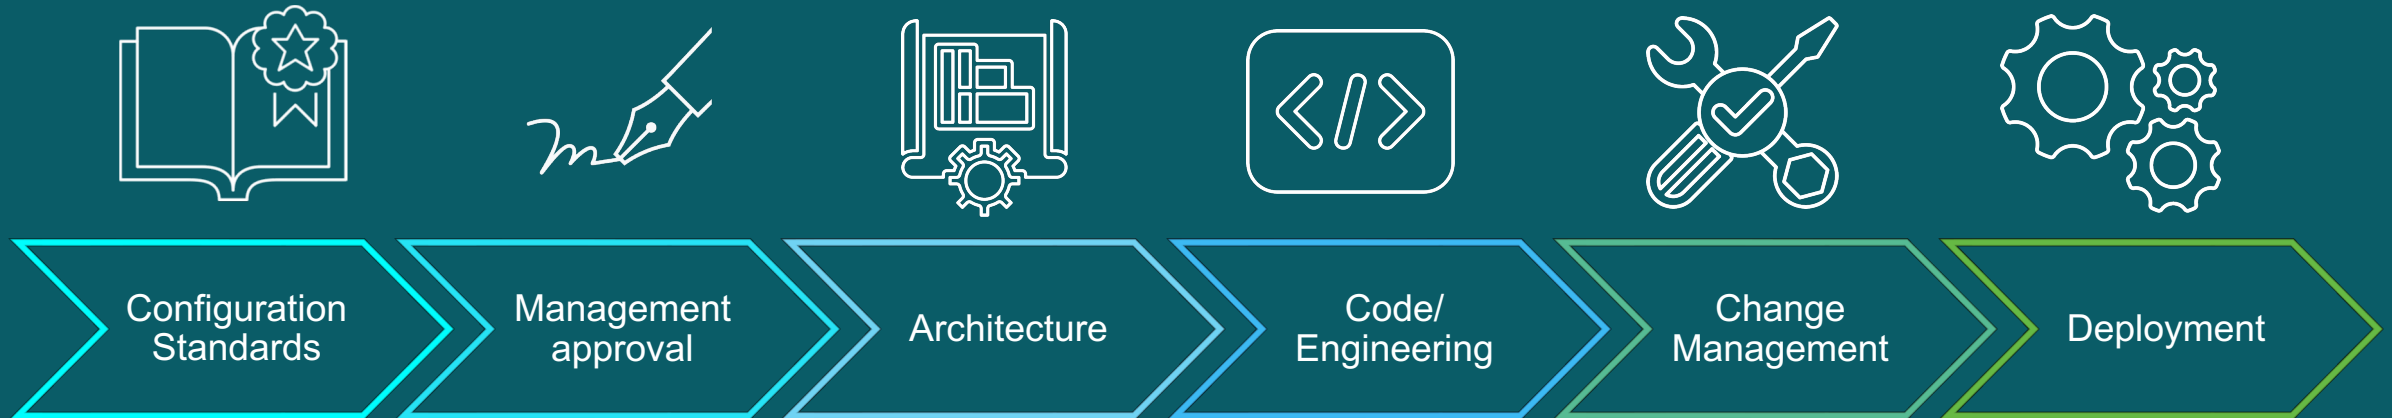 Configuration
Standards
Management
approval
Architecture
Code/
Engineering
Change
Management
Deployment